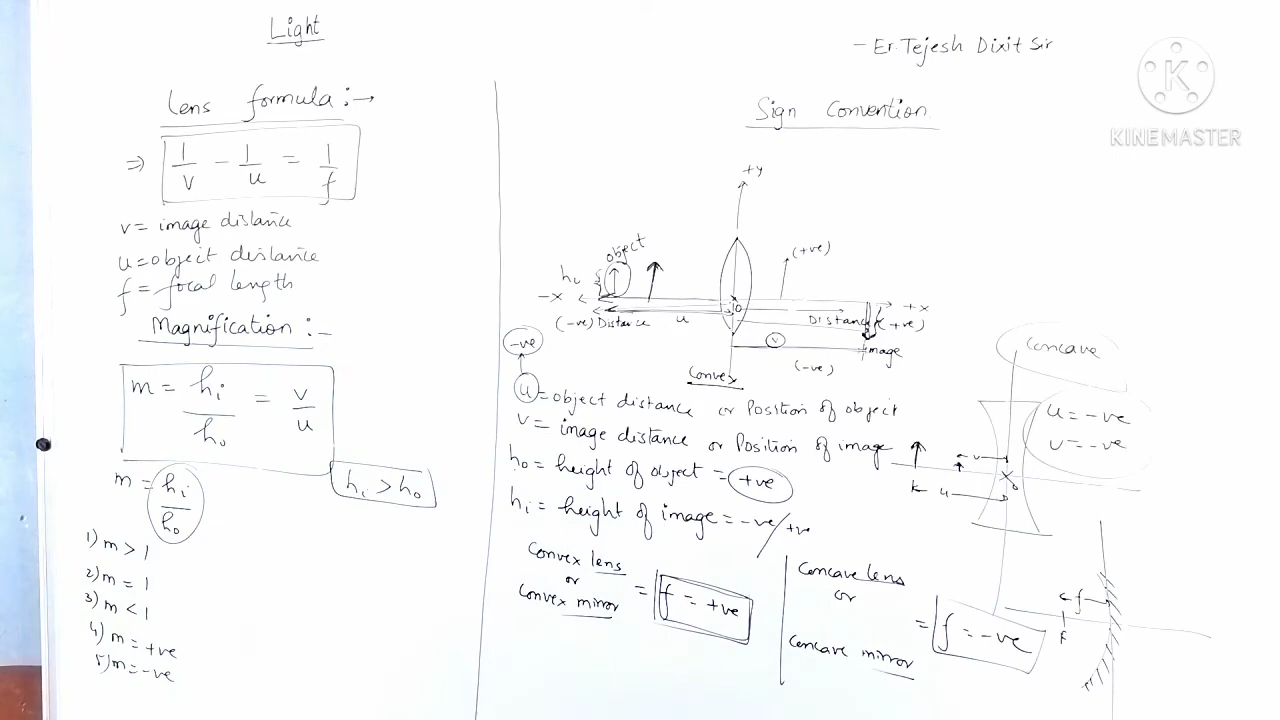 Light
- Er. Tejesh Dixit Sir
KINEMASTER
Lens formula :- →
⇒ 1/v - 1/u = 1/f
v = image distance
u = object distance
f = focal length
Magnification :-
m = hi/ho = v/u
m = hi/ho
hi > ho
1) m > 1
2) m = 1
3) m < 1
4) m = +ve
5) m = -ve
Sign Convention
+y
object
(+ve)
-x
+x
(-ve) Distance
u
Distance (+ve)
v
image
(-ve)
Convex
-ve
u = object distance or Position of object
v = image distance or Position of image
ho = height of object = +ve
hi = height of image = -ve/+ve
Convex lens
or
Convex mirror
= f = +ve
Concave lens
or
Concave mirror
= f = -ve
Concave
u = -ve
v = -ve
v
u
f
F